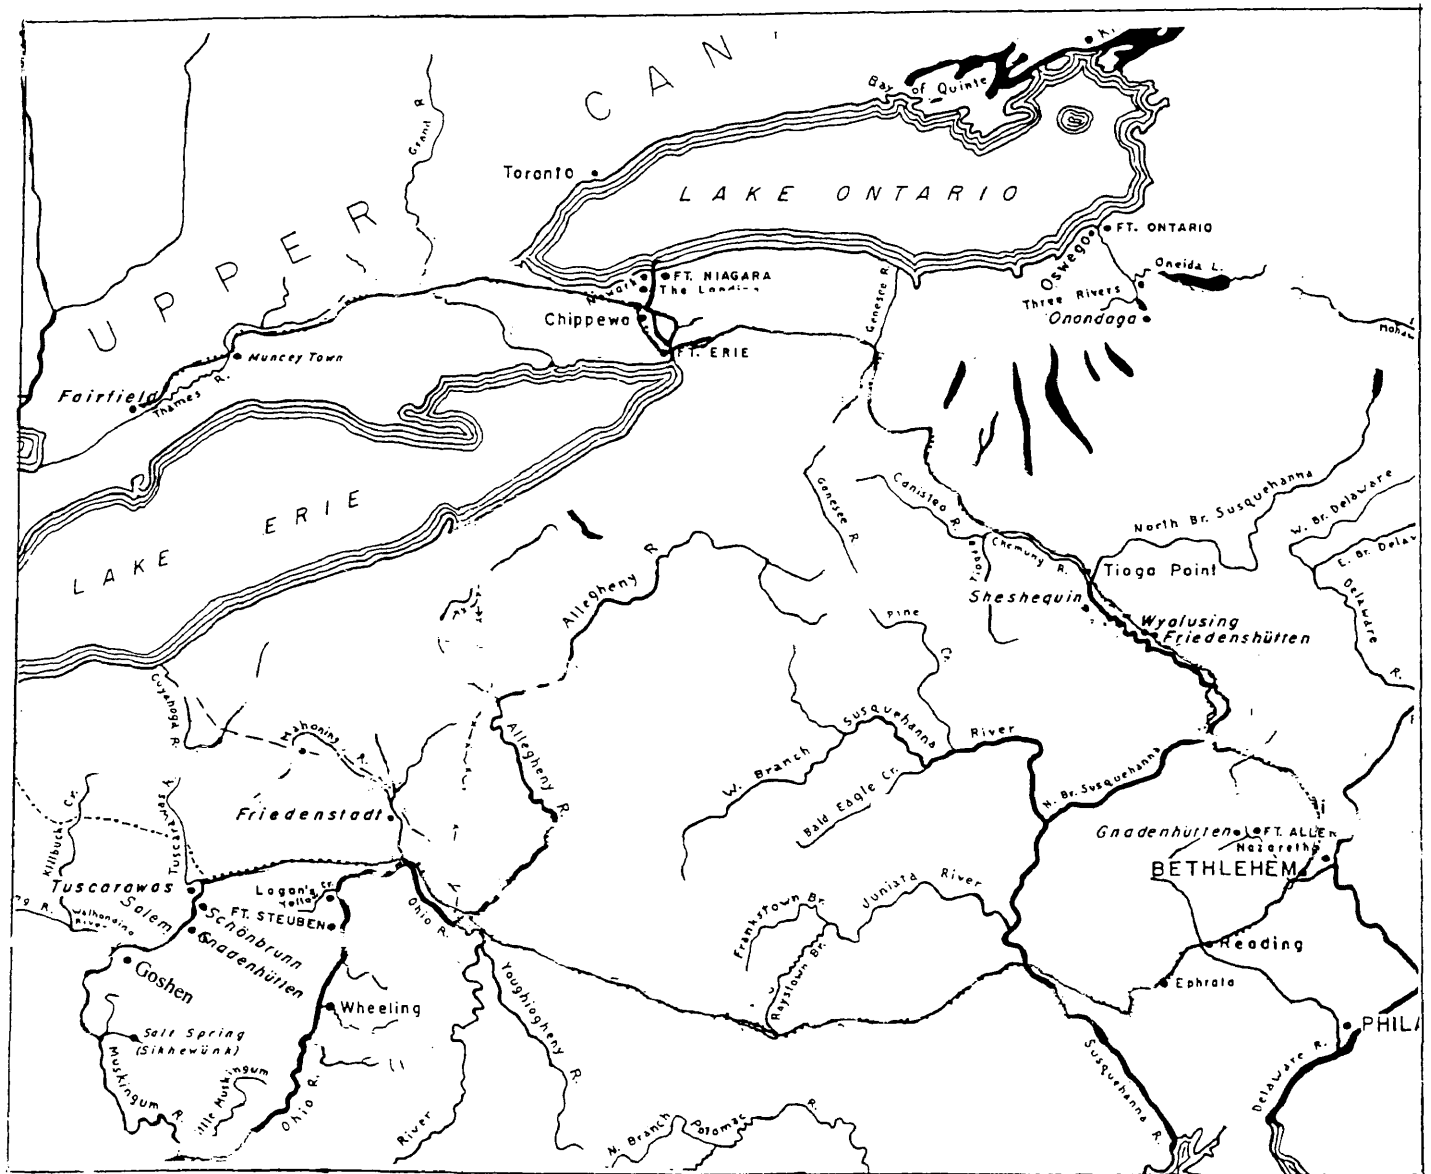 CAN
UPPER
Grand R
Bay of Quinte
Toronto
LAKE ONTARIO
FT. ONTARIO
Oswego
Oneida L.
Three Rivers
Onondaga
Newark
FT. NIAGARA
The
Chippewa
FT. ERIE
Genesee R.
Muncey Town
Fairfield
Thames R.
LAKE ERIE
Canisteo R.
Genesee R
North Br. Susquehanna
W. Br. Delaware
E. Br.
Chemung R.
Tioga Point
Delaware R.
Sheshequin
Wyalusing
Friedenshütten
Allegheny R
Pine Cr.
Cuyahoga R.
Mahoning R.
Allegheny R.
W. Branch Susquehanna River
Bald Eagle Cr.
N. Br. Susquehanna
Friedenstadt
Killbuck Cr.
Gnadenhütten
FT.
Nazareth
BETHLEHEM
Tuscarawas
Logan's
Cr.
Salem
FT. STEUBEN
Schönbrunn
Gnadenhütten
Ohio R.
Frankstown Br.
Juniata River
Raystown Br.
Reading
Ephrata
Goshen
Wheeling
Youghiogheny R.
Salt Spring
(Sikhewünk)
Muskingum R.
Muskingum
Ohio R.
River
N. Branch Potomac R.
Susquehanna R.
Delaware R.